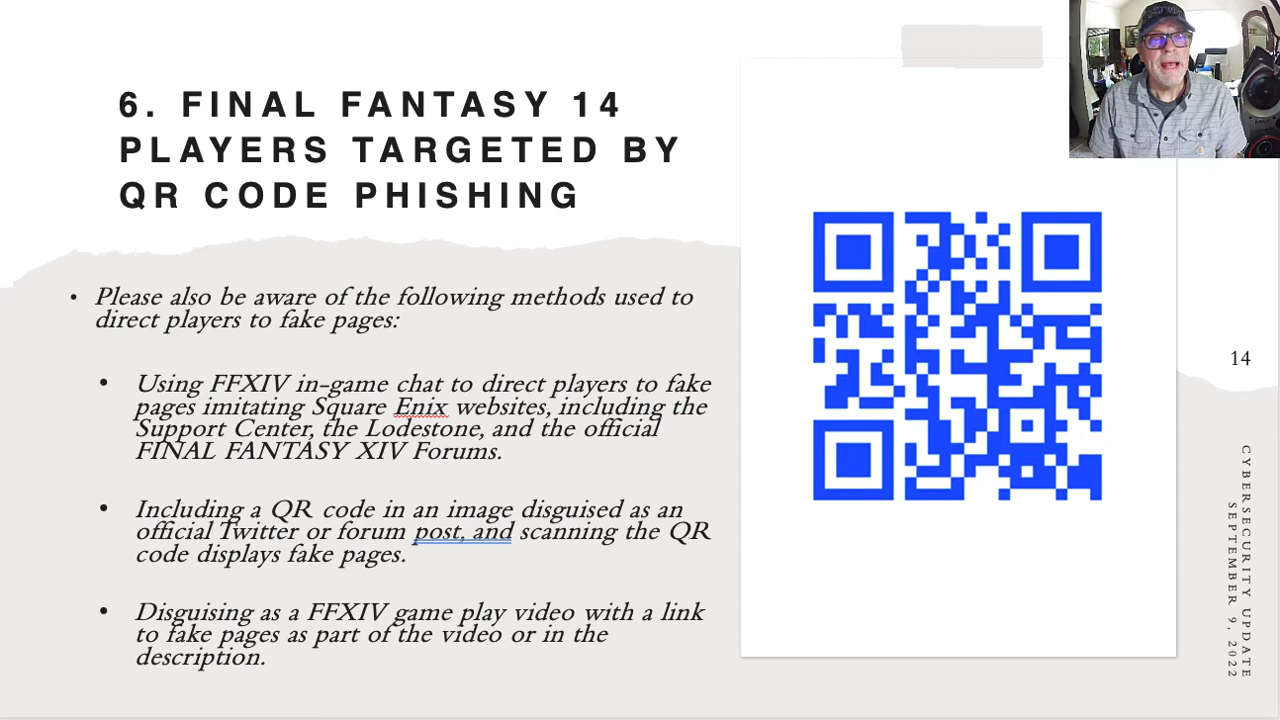 6. FINAL FANTASY 14
PLAYERS TARGETED BY
QR CODE PHISHING
• Please also be aware of the following methods used to
direct players to fake pages:
• Using FFXIV in-game chat to direct players to fake
pages imitating Square Enix websites, including the
Support Center, the Lodestone, and the official
FINAL FANTASY XIV Forums.
• Including a QR code in an image disguised as an
official Twitter or forum post, and scanning the QR
code displays fake pages.
• Disguising as a FFXIV game play video with a link
to fake pages as part of the video or in the
description.
14
CYBERSECURITY UPDATE
SEPTEMBER 9, 2022